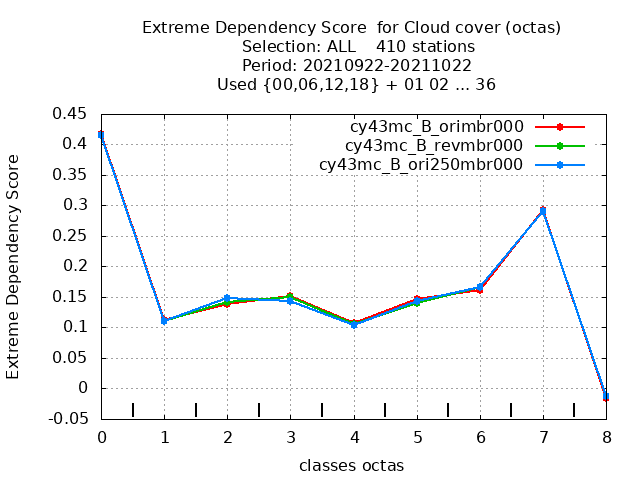 Extreme Dependency Score  for Cloud cover (octas)
Selection: ALL    410 stations
Period: 20210922-20211022
Used {00,06,12,18} + 01 02 ... 36
cy43mc_B_orimbr000
cy43mc_B_revmbr000
cy43mc_B_ori250mbr000
Extreme Dependency Score
0.45
0.4
0.35
0.3
0.25
0.2
0.15
0.1
0.05
0
-0.05
0 1 2 3 4 5 6 7 8
classes octas